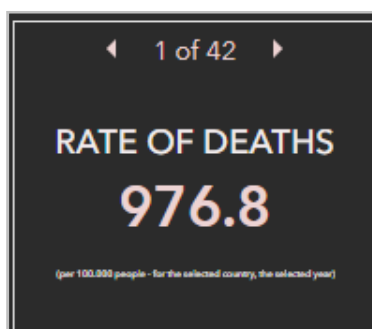 1 of 42
RATE OF DEATHS
976.8
(per 100.000 people - for the selected country, the selected year)